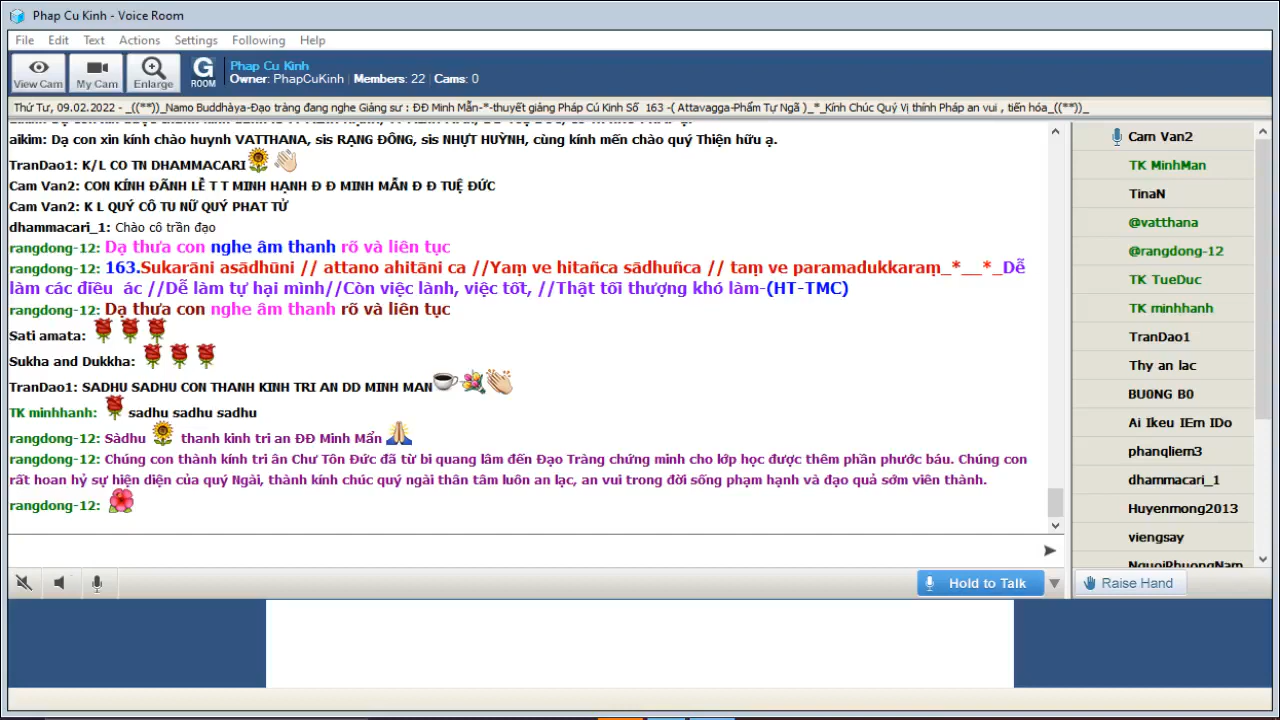 Phap Cu Kinh - Voice Room
File Edit Text Actions Settings Following Help
View Cam My Cam Enlarge G ROOM Phap Cu Kinh
Owner: PhapCuKinh Members: 22 Cams: 0
Thứ Tư, 09.02.2022 - _((**))_Namo Buddhàya-Đạo tràng đang nghe Giảng sư : ĐĐ Minh Mẫn-*-thuyết giảng Pháp Cú Kinh Số 163 -( Attavagga-Phẩm Tự Ngã )_*_Kính Chúc Quý Vị thính Pháp an vui , tiến hóa_((**))_
aikim: Dạ con xin kính chào huynh VATTHANA, sis RẠNG ĐÔNG, sis NHỰT HUỲNH, cùng kính mến chào quý Thiện hữu ạ.
TranDao1: K/L CO TN DHAMMACARI
Cam Van2: CON KÍNH ĐÃNH LỄ T T MINH HẠNH Đ Đ MINH MẪN Đ Đ TUỆ ĐỨC
Cam Van2: K L QUÝ CÔ TU NỮ QUÝ PHAT TỬ
dhammacari_1: Chào cô trần đạo
rangdong-12: Dạ thưa con nghe âm thanh rõ và liên tục
rangdong-12: 163.Sukarāni asādhūni // attano ahitāni ca //Yaṃ ve hitañca sādhuñca // taṃ ve paramadukkaraṃ_*__*_Dễ
làm các điều ác //Dễ làm tự hại mình//Còn việc lành, việc tốt, //Thật tối thượng khó làm-(HT-TMC)
rangdong-12: Dạ thưa con nghe âm thanh rõ và liên tục
Sati amata:
Sukha and Dukkha:
TranDao1: SADHU SADHU CON THANH KINH TRI AN DD MINH MAN
TK minhhanh: sadhu sadhu sadhu
rangdong-12: Sàdhu thanh kinh tri an ĐĐ Minh Mẩn
rangdong-12: Chúng con thành kính tri ân Chư Tôn Đức đã từ bi quang lâm đến Đạo Tràng chứng minh cho lớp học được thêm phần phước báu. Chúng con
rất hoan hỷ sự hiện diện của quý Ngài, thành kính chúc quý ngài thân tâm luôn an lạc, an vui trong đời sống phạm hạnh và đạo quả sớm viên thành.
rangdong-12:
Hold to Talk
Cam Van2
TK MinhMan
TinaN
@vatthana
@rangdong-12
TK TueDuc
TK minhhanh
TranDao1
Thy an lac
BU0NG B0
Ai Ikeu IErn IDo
phanqliem3
dhammacari_1
Huyenmong2013
viengsay
NguoiPhuongNam
Raise Hand